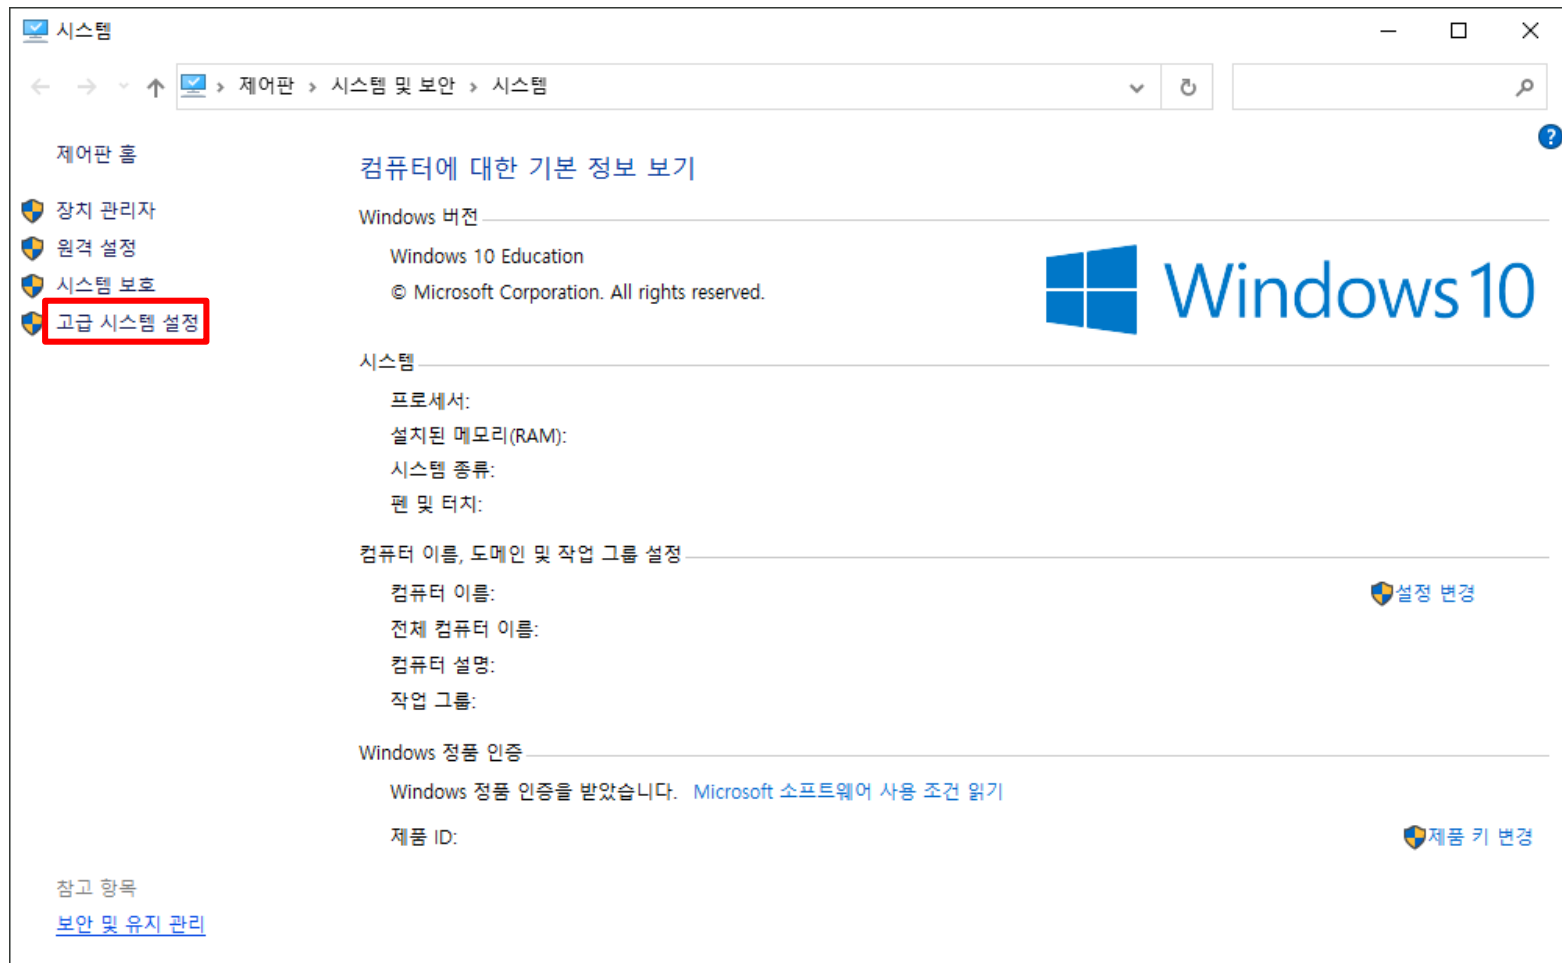 시스템
제어판 › 시스템 및 보안 › 시스템
제어판 홈
장치 관리자
원격 설정
시스템 보호
고급 시스템 설정
컴퓨터에 대한 기본 정보 보기
Windows 버전
Windows 10 Education
© Microsoft Corporation. All rights reserved.
Windows 10
시스템
프로세서:
설치된 메모리(RAM):
시스템 종류:
펜 및 터치:
컴퓨터 이름, 도메인 및 작업 그룹 설정
컴퓨터 이름:
설정 변경
전체 컴퓨터 이름:
컴퓨터 설명:
작업 그룹:
Windows 정품 인증
Windows 정품 인증을 받았습니다. Microsoft 소프트웨어 사용 조건 읽기
제품 ID:
제품 키 변경
참고 항목
보안 및 유지 관리